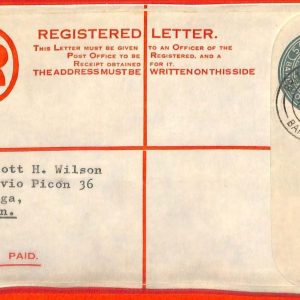 R
REGISTERED LETTER.
THIS LETTER MUST BE GIVEN TO AN OFFICER OF THE
POST OFFICE TO BE REGISTERED, AND A
RECEIPT OBTAINED FOR IT.
THE ADDRESS MUST BE WRITTEN ON THIS SIDE
ott H. Wilson
vio Picon 36
ga,
n.
PAID.